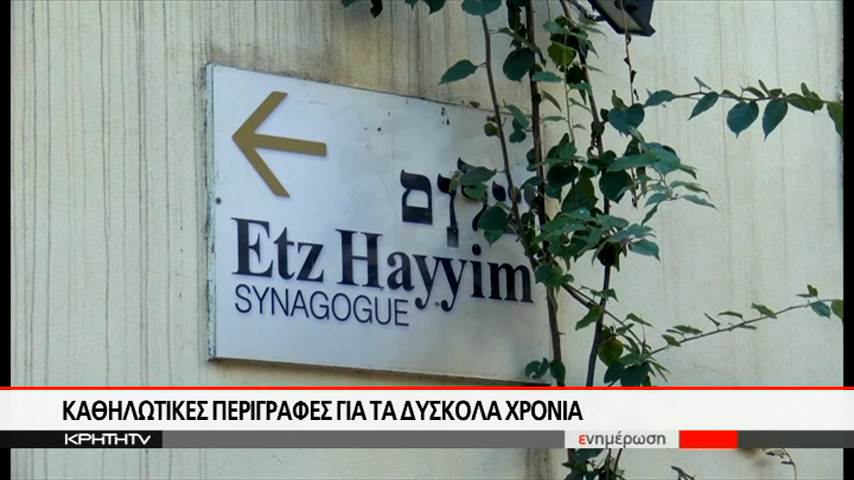 Etz Hayyim
SYNAGOGUE
ΚΑΘΗΛΩΤΙΚΕΣ ΠΕΡΙΓΡΑΦΕΣ ΓΙΑ ΤΑ ΔΥΣΚΟΛΑ ΧΡΟΝΙΑ
ΚΡΗΤΗTV
ενημέρωση